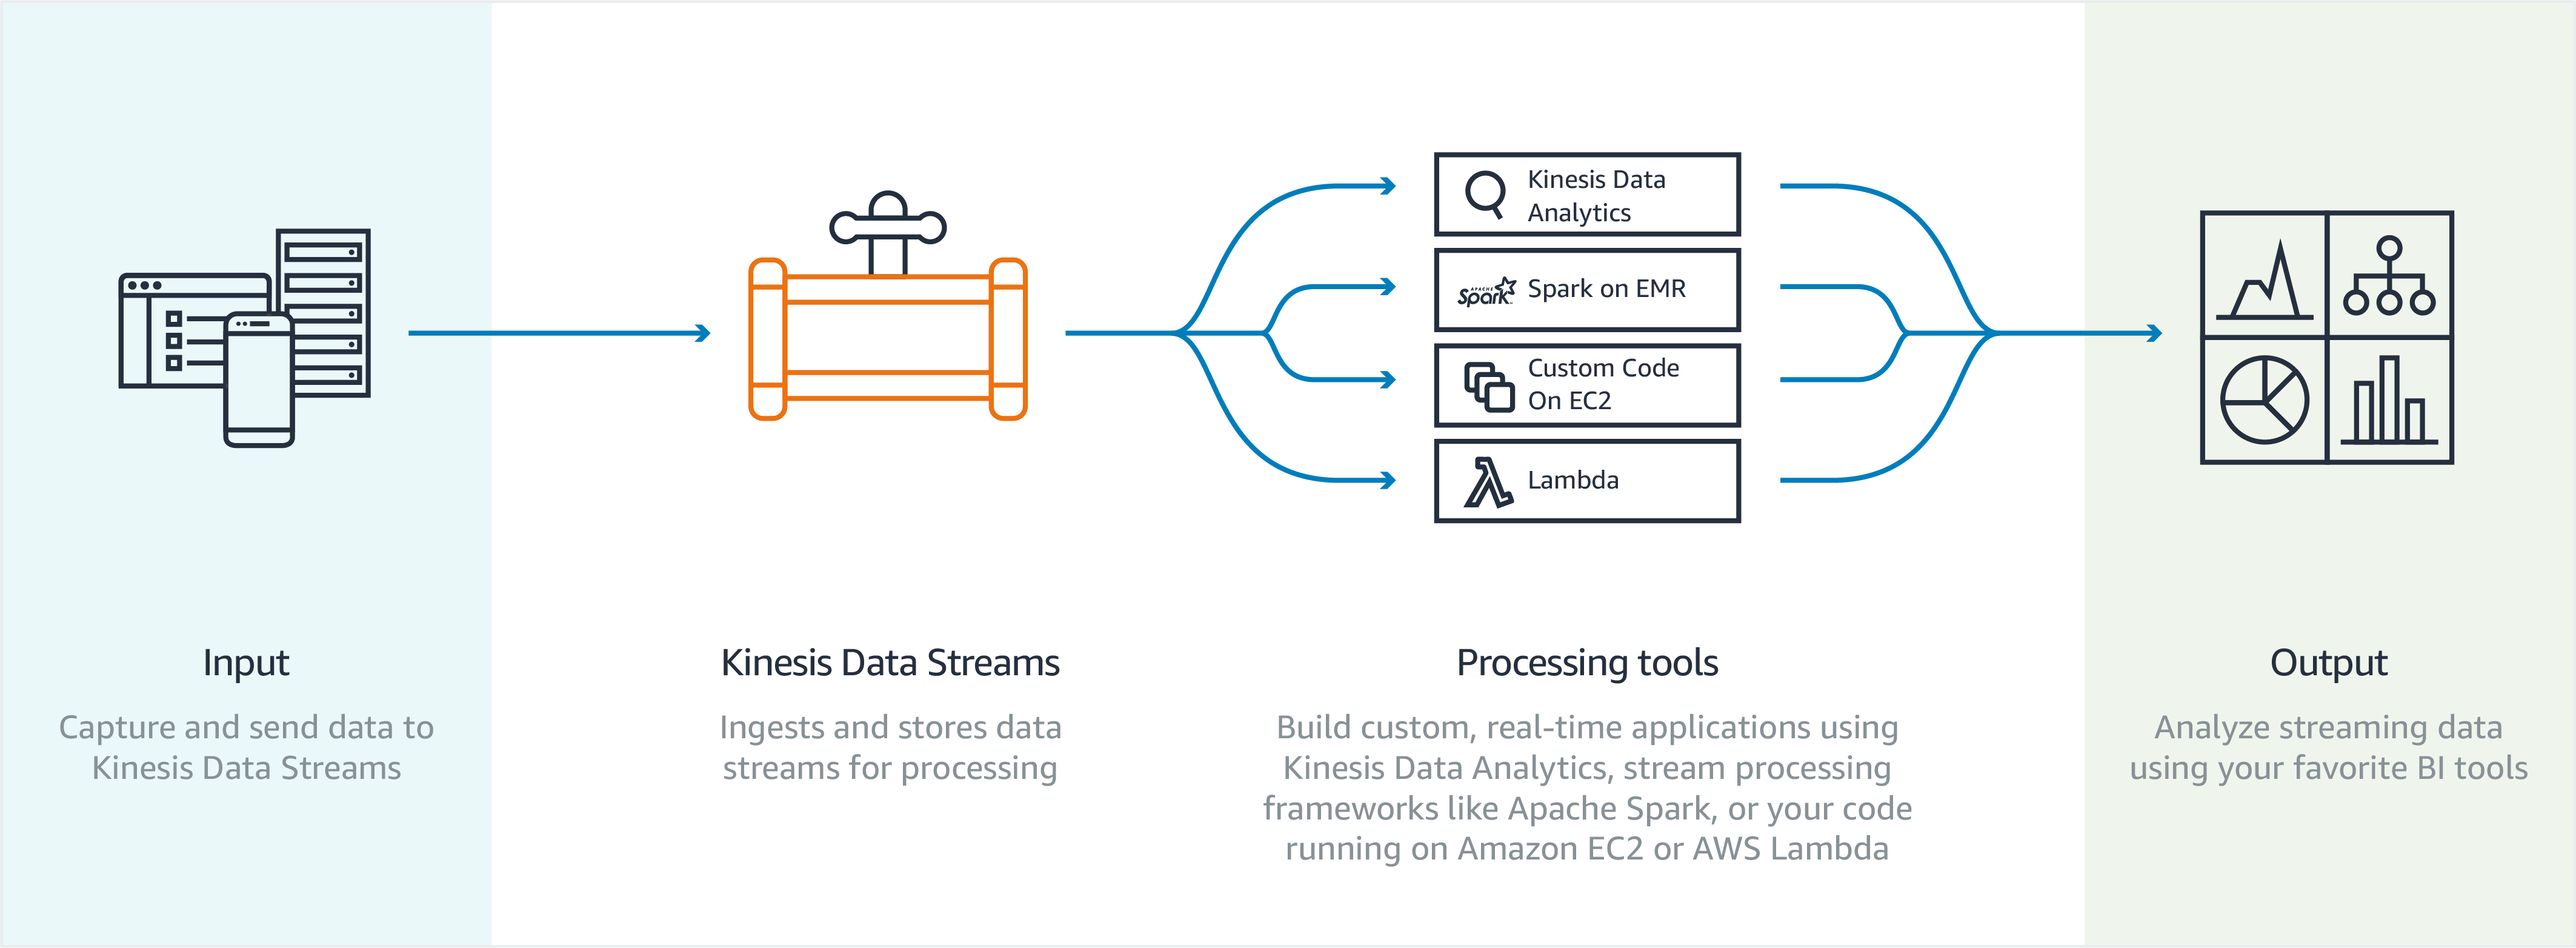 Kinesis Data
Analytics
APACHE
Spark
Spark on EMR
Custom Code
On EC2
Lambda
Input
Capture and send data to
Kinesis Data Streams
Kinesis Data Streams
Ingests and stores data
streams for processing
Processing tools
Build custom, real-time applications using
Kinesis Data Analytics, stream processing
frameworks like Apache Spark, or your code
running on Amazon EC2 or AWS Lambda
Output
Analyze streaming data
using your favorite BI tools